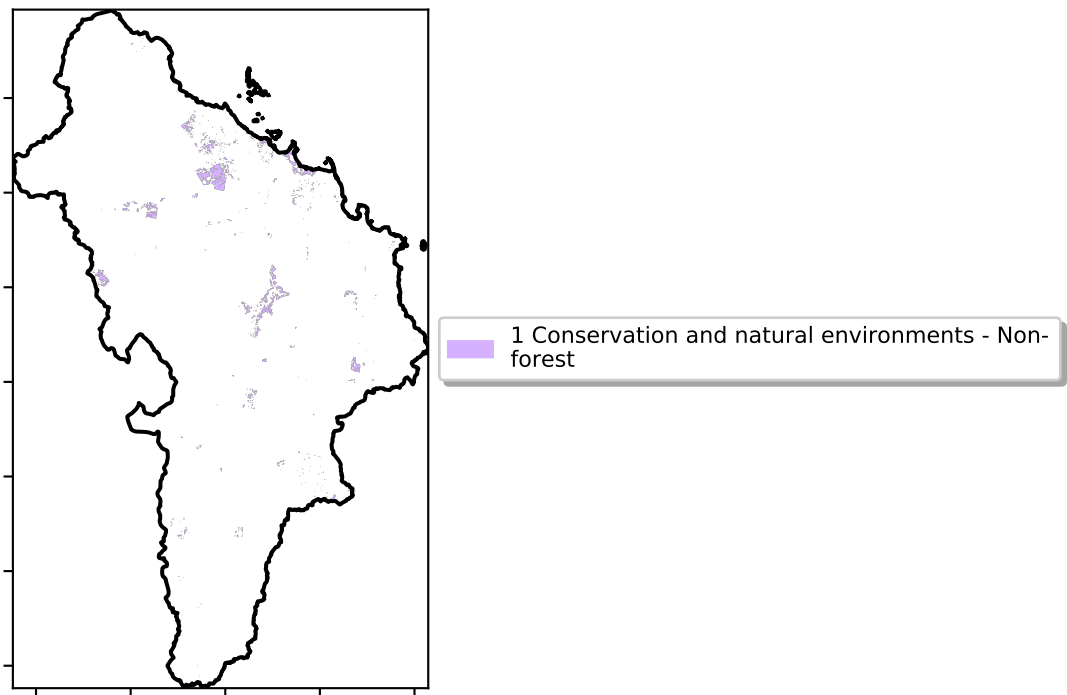 1 Conservation and natural environments - Non-
forest